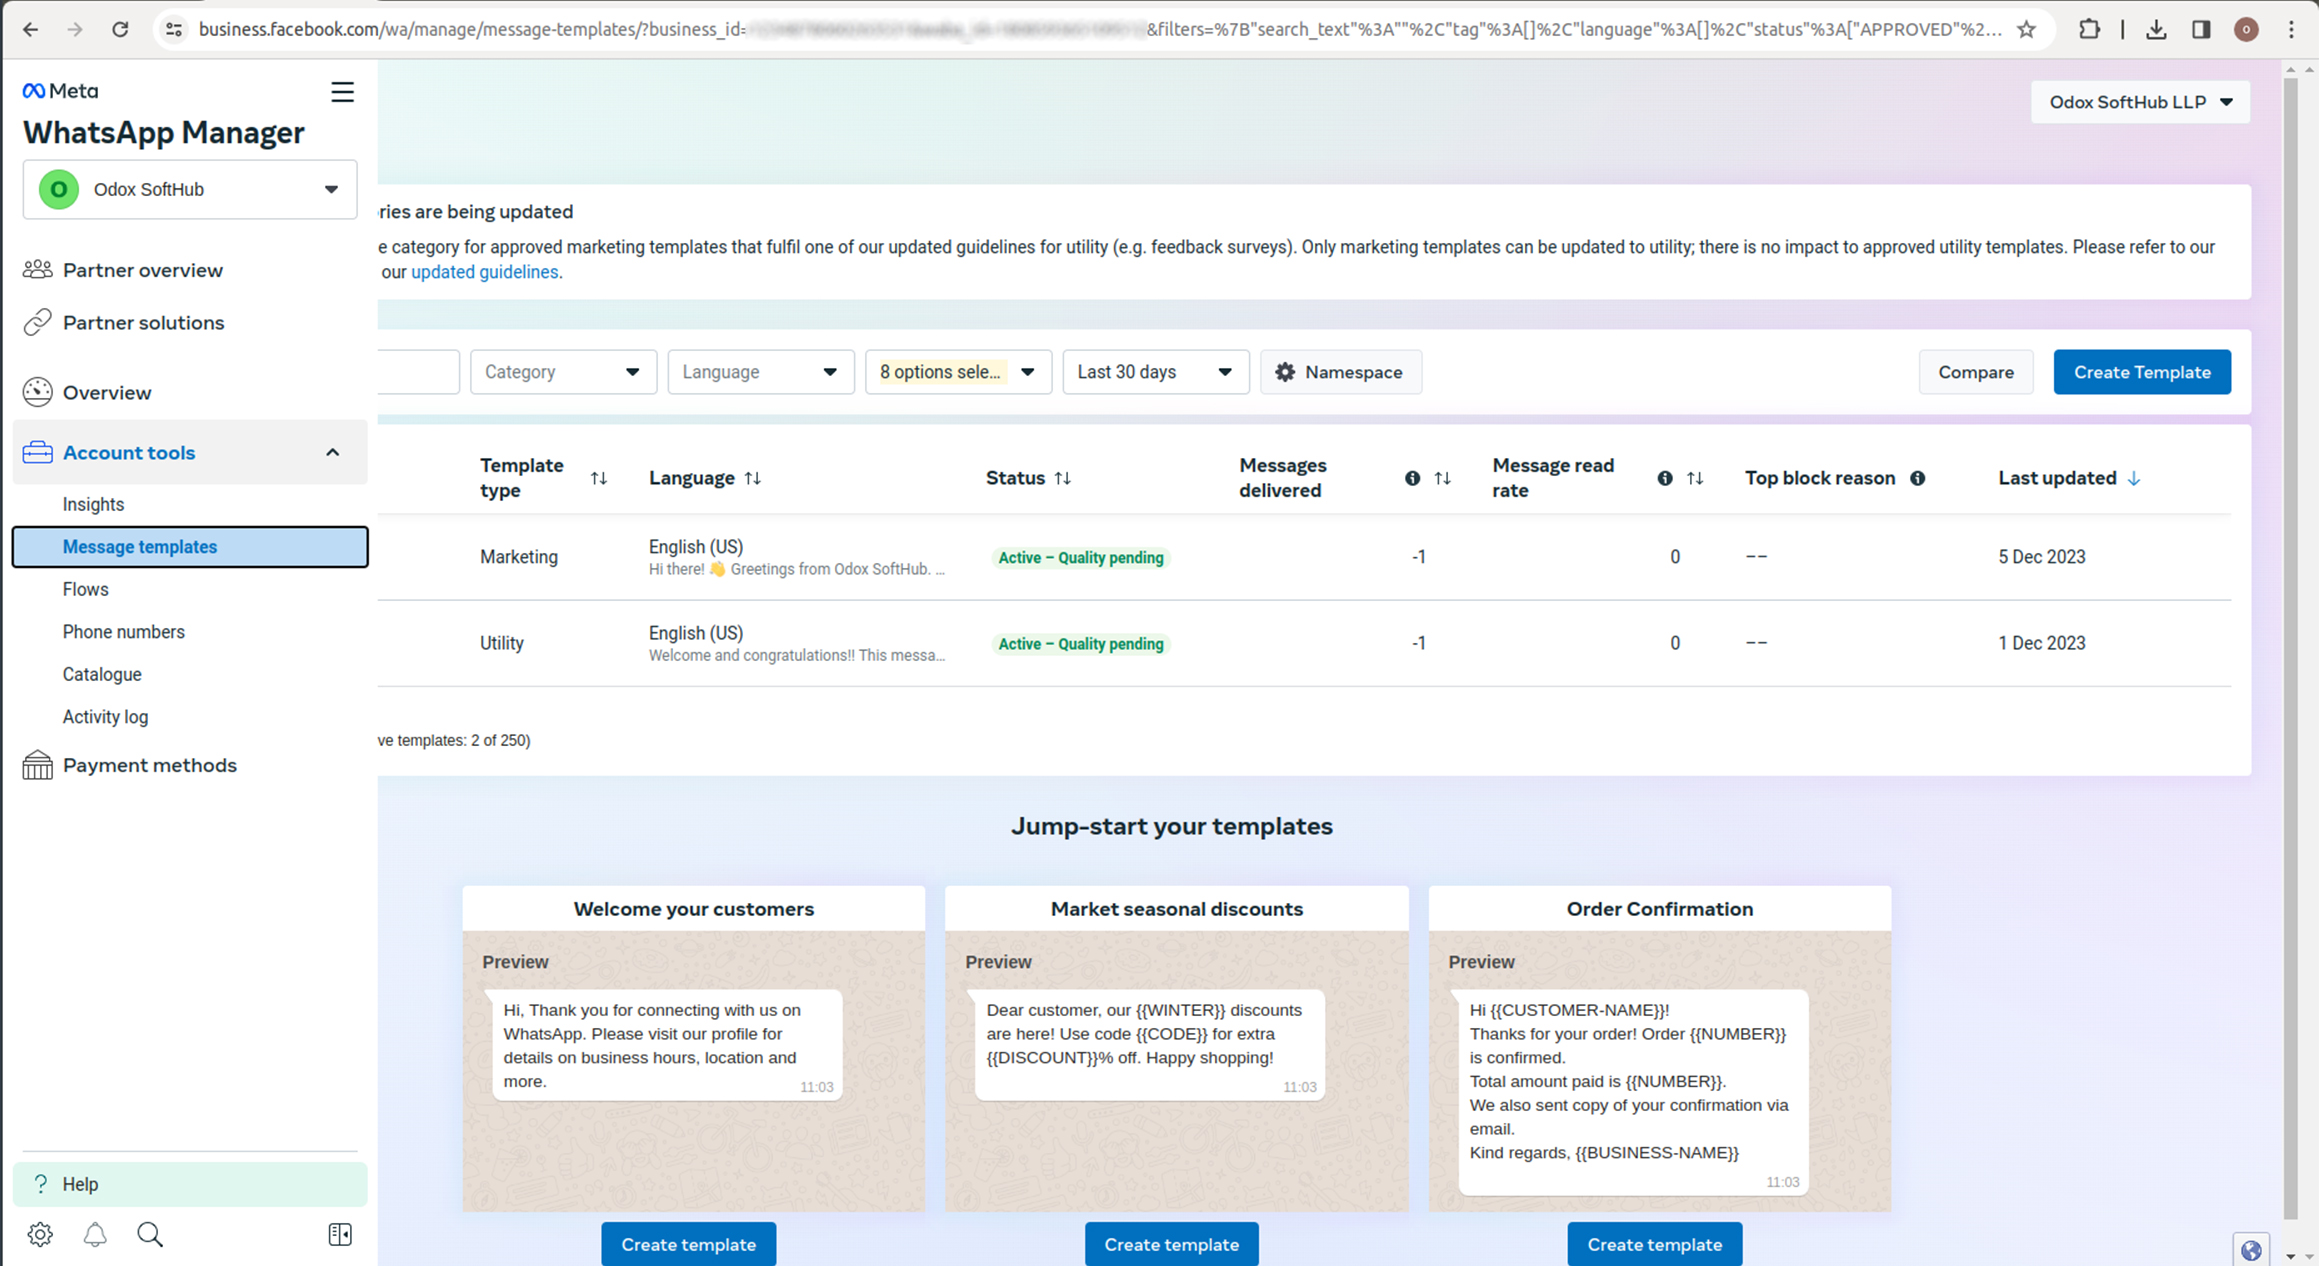 business.facebook.com/wa/manage/message-templates/?business_id= &filters=%7B"search_text"%3A""%2C"tag"%3A[]%2C"language"%3A[]%2C"status"%3A["APPROVED"%2...
O
Meta
WhatsApp Manager
O Odox SoftHub
Partner overview
Partner solutions
Overview
Account tools
Insights
Message templates
Flows
Phone numbers
Catalogue
Activity log
Payment methods
? Help
Odox SoftHub LLP
ries are being updated
e category for approved marketing templates that fulfil one of our updated guidelines for utility (e.g. feedback surveys). Only marketing templates can be updated to utility; there is no impact to approved utility templates. Please refer to our
our updated guidelines.
Category Language 8 options sele... Last 30 days Namespace Compare Create Template
Template type Language Status Messages delivered Message read rate Top block reason Last updated
Marketing English (US) Active – Quality pending -1 0 −− 5 Dec 2023
Hi there! 👋 Greetings from Odox SoftHub. ...
Utility English (US) Active – Quality pending -1 0 −− 1 Dec 2023
Welcome and congratulations!! This messa...
ve templates: 2 of 250)
Jump-start your templates
Welcome your customers
Preview
Hi, Thank you for connecting with us on
WhatsApp. Please visit our profile for
details on business hours, location and
more.
11:03
Create template
Market seasonal discounts
Preview
Dear customer, our {{WINTER}} discounts
are here! Use code {{CODE}} for extra
{{DISCOUNT}}% off. Happy shopping!
11:03
Create template
Order Confirmation
Preview
Hi {{CUSTOMER-NAME}}!
Thanks for your order! Order {{NUMBER}}
is confirmed.
Total amount paid is {{NUMBER}}.
We also sent copy of your confirmation via
email.
Kind regards, {{BUSINESS-NAME}}
11:03
Create template